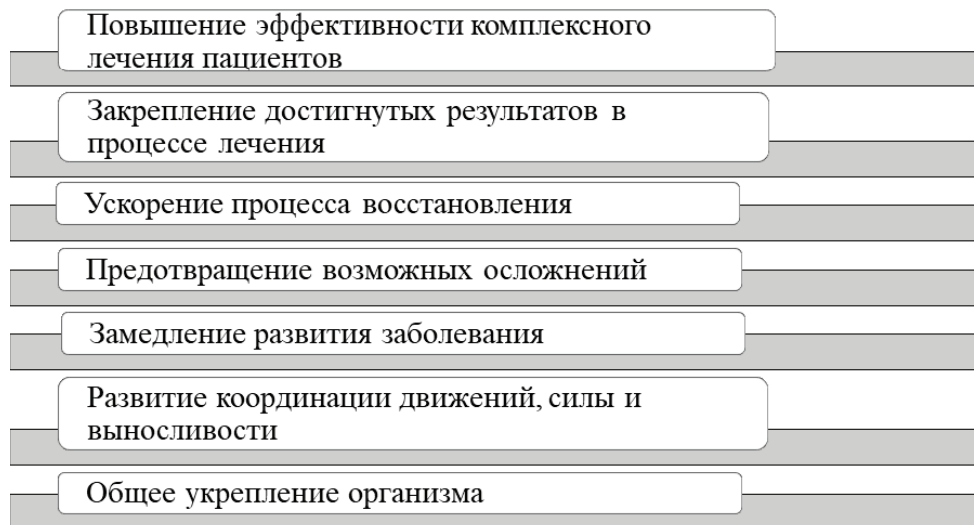 Повышение эффективности комплексного
лечения пациентов
Закрепление достигнутых результатов в
процессе лечения
Ускорение процесса восстановления
Предотвращение возможных осложнений
Замедление развития заболевания
Развитие координации движений, силы и
выносливости
Общее укрепление организма